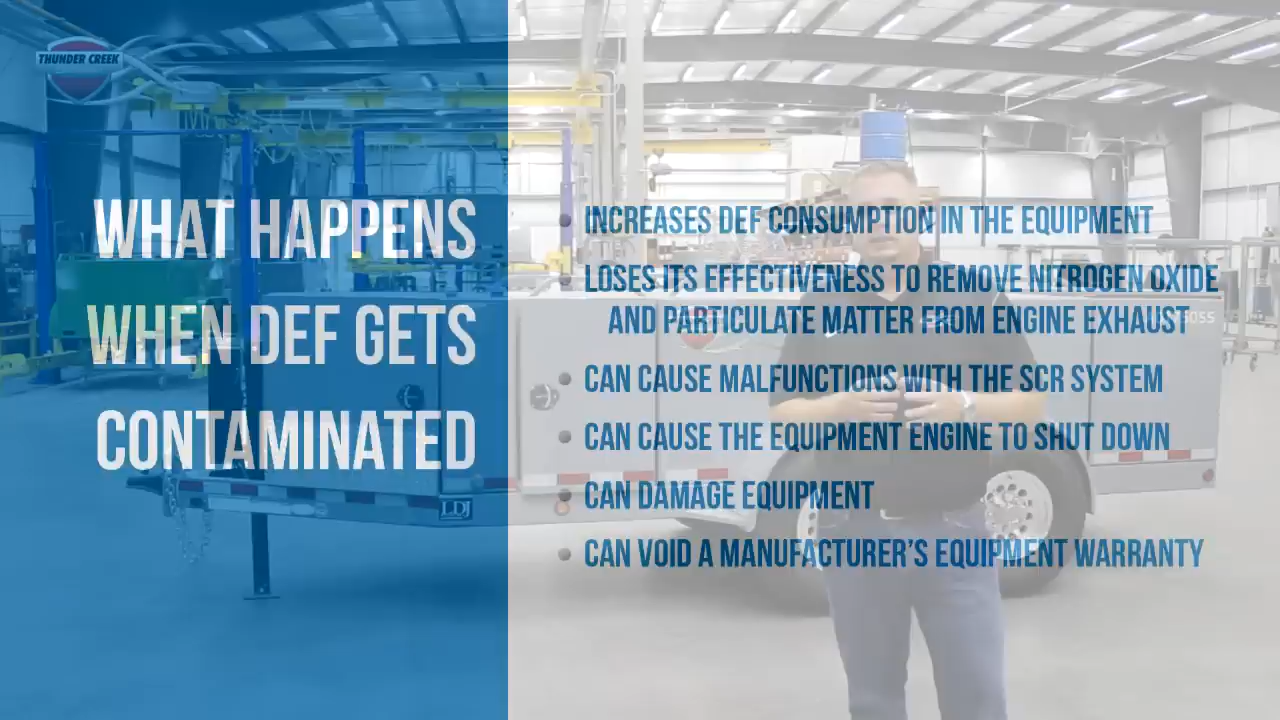 THUNDER CREEK
WHAT HAPPENS
WHEN DEF GETS
CONTAMINATED
• INCREASES DEF CONSUMPTION IN THE EQUIPMENT
• LOSES ITS EFFECTIVENESS TO REMOVE NITROGEN OXIDE
AND PARTICULATE MATTER FROM ENGINE EXHAUST
• CAN CAUSE MALFUNCTIONS WITH THE SCR SYSTEM
• CAN CAUSE THE EQUIPMENT ENGINE TO SHUT DOWN
• CAN DAMAGE EQUIPMENT
• CAN VOID A MANUFACTURER'S EQUIPMENT WARRANTY
LDJ